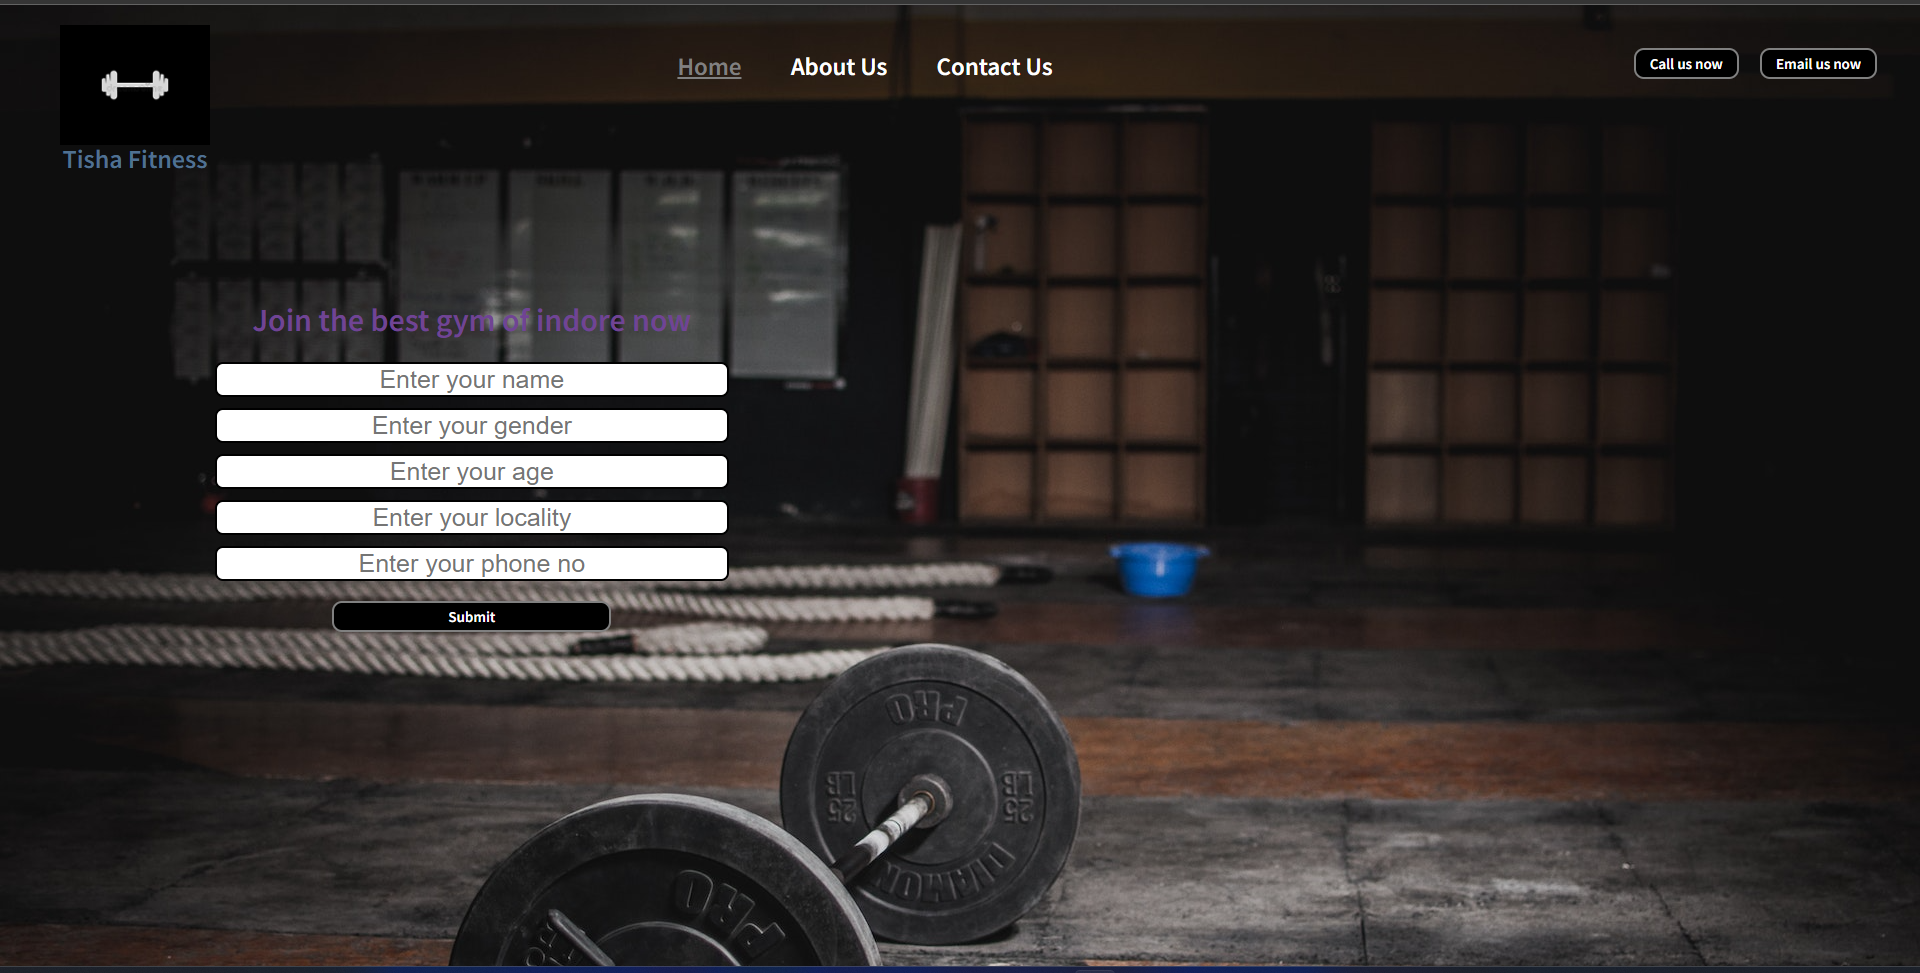 Home
About Us
Contact Us
Call us now
Email us now
Tisha Fitness
Join the best gym of indore now
Enter your name
Enter your gender
Enter your age
Enter your locality
Enter your phone no
Submit
PRO
25
LB
25
LB
PRO